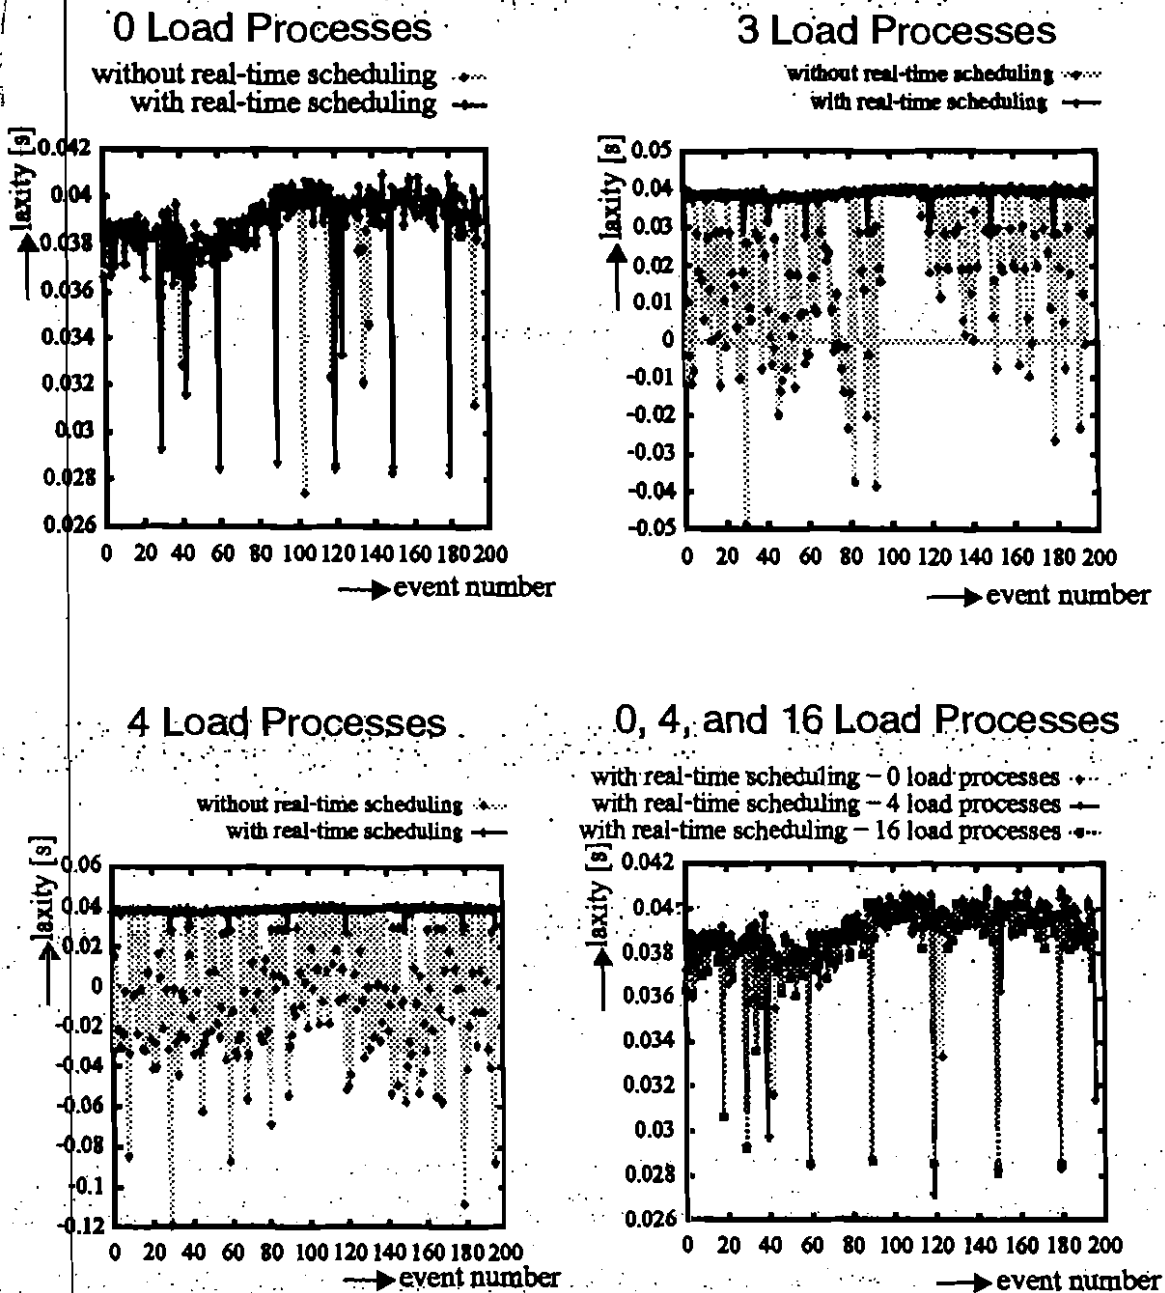 0 Load Processes
without real-time scheduling
with real-time scheduling
laxity [s]
0.042
0.04
0.038
0.036
0.034
0.032
0.03
0.028
0.026
0 20 40 60 80 100 120 140 160 180 200
event number
3 Load Processes
without real-time scheduling
with real-time scheduling
laxity [s]
0.05
0.04
0.03
0.02
0.01
0
-0.01
-0.02
-0.03
-0.04
-0.05
0 20 40 60 80 100 120 140 160 180 200
event number
4 Load Processes
without real-time scheduling
with real-time scheduling
laxity [s]
0.06
0.04
0.02
0
-0.02
-0.04
-0.06
-0.08
-0.1
-0.12
0 20 40 60 80 100 120 140 160 180 200
event number
0, 4, and 16 Load Processes
with real-time scheduling – 0 load processes
with real-time scheduling – 4 load processes
with real-time scheduling – 16 load processes
laxity [s]
0.042
0.04
0.038
0.036
0.034
0.032
0.03
0.028
0.026
0 20 40 60 80 100 120 140 160 180 200
event number